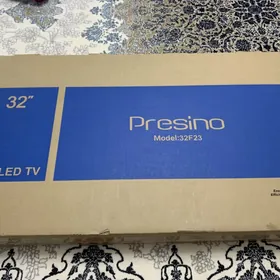 32"
LED TV
Presino
Model:32F23